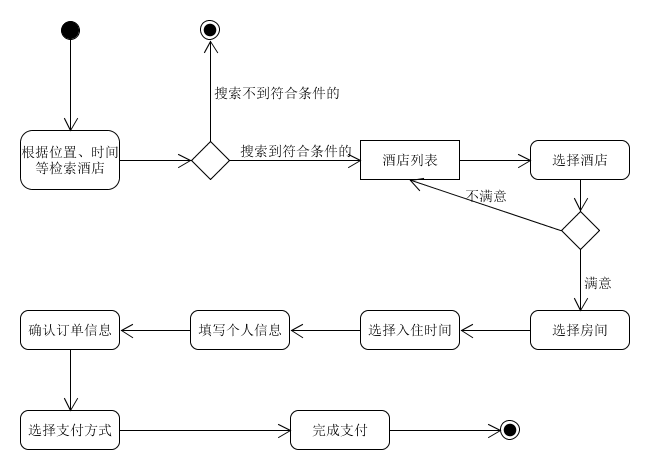 搜索不到符合条件的
根据位置、时间
等检索酒店
搜索到符合条件的
酒店列表
选择酒店
不满意
满意
确认订单信息
填写个人信息
选择入住时间
选择房间
选择支付方式
完成支付